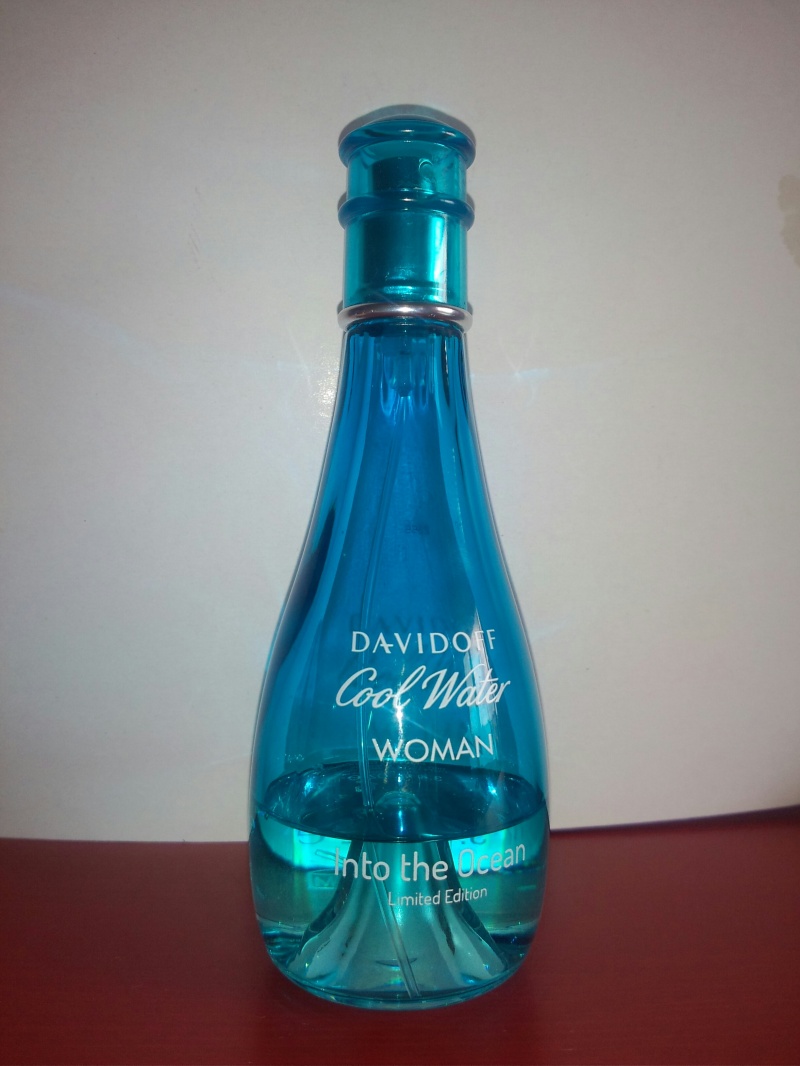 DAVIDOFF
Cool Water
WOMAN
Into the Ocean
Limited Edition